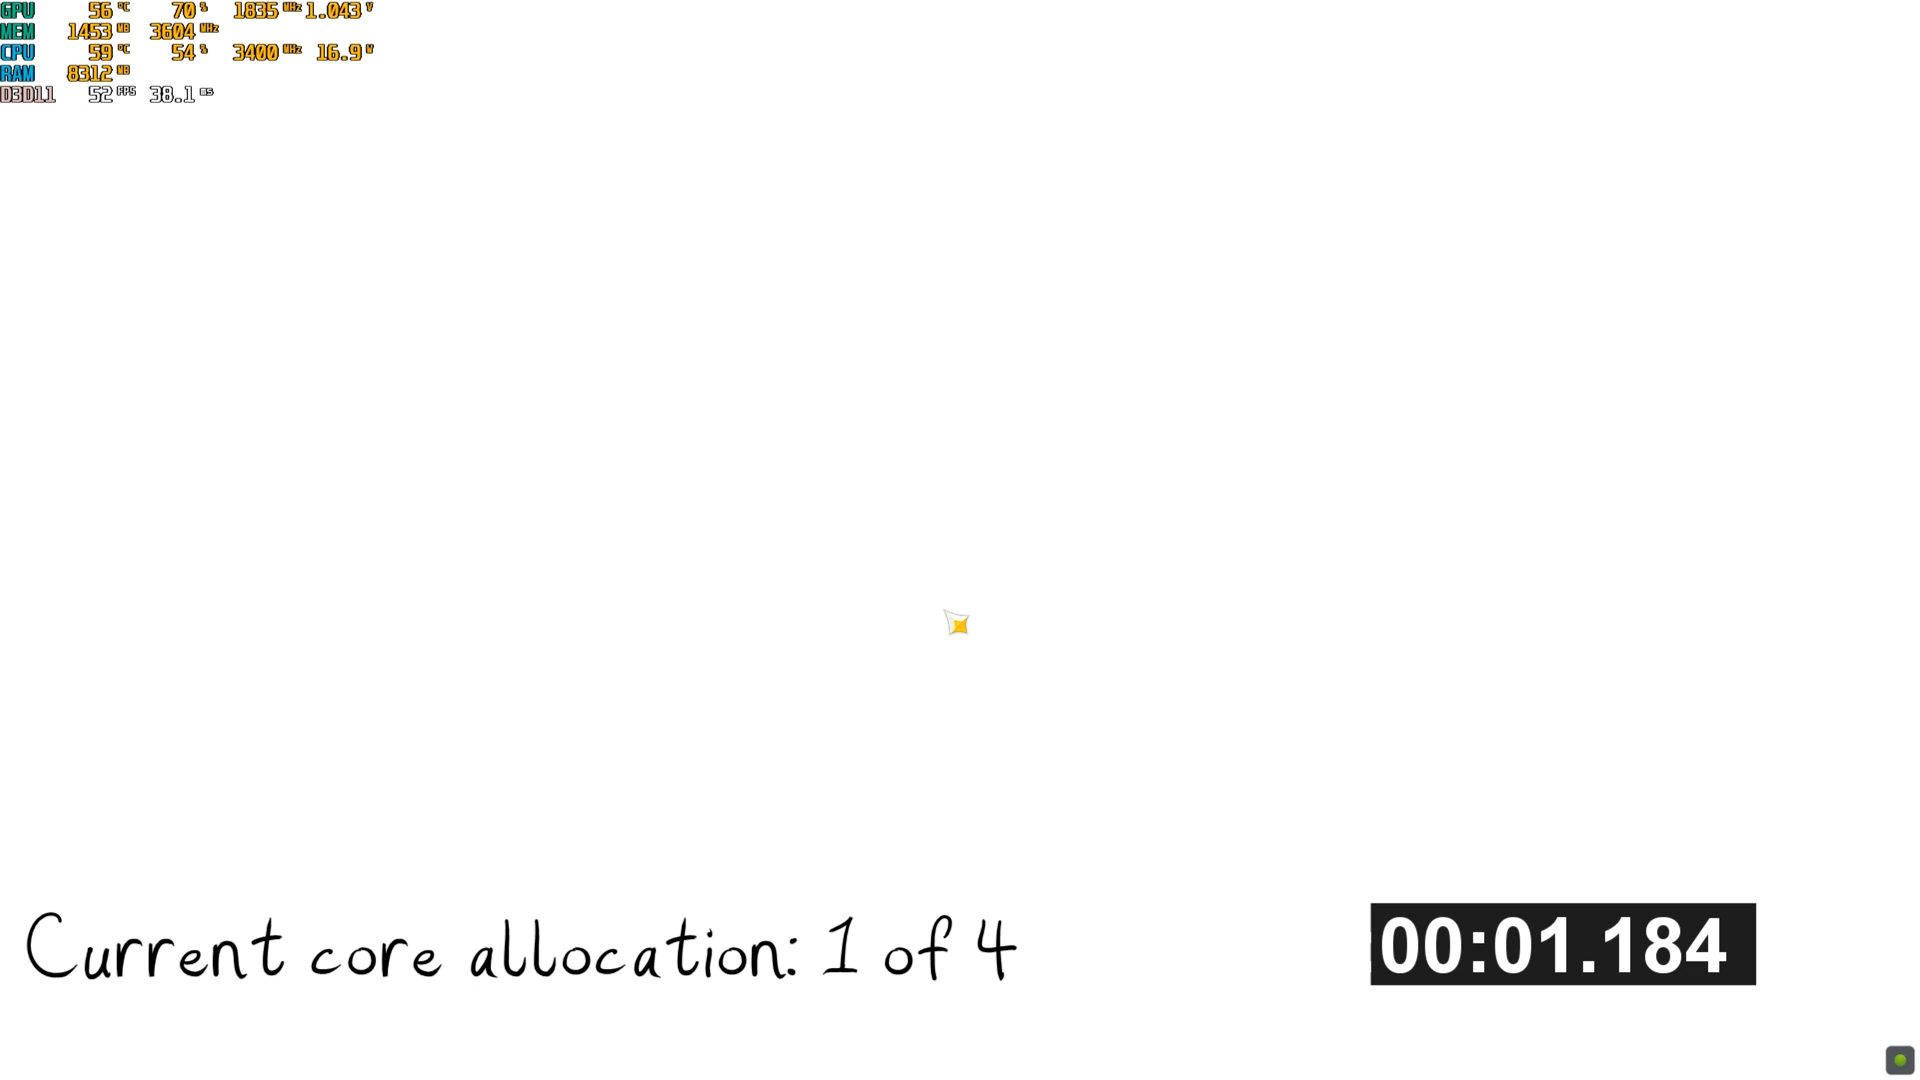 GPU 56 °C 70 % 1835 MHz 1.043 V
MEM 1453 MB 3604 MHz
CPU 59 °C 54 % 3400 MHz 16.9 W
RAM 8312 MB
D3D11 52 FPS 38.1 ms
Current core allocation: 1 of 4
00:01.184